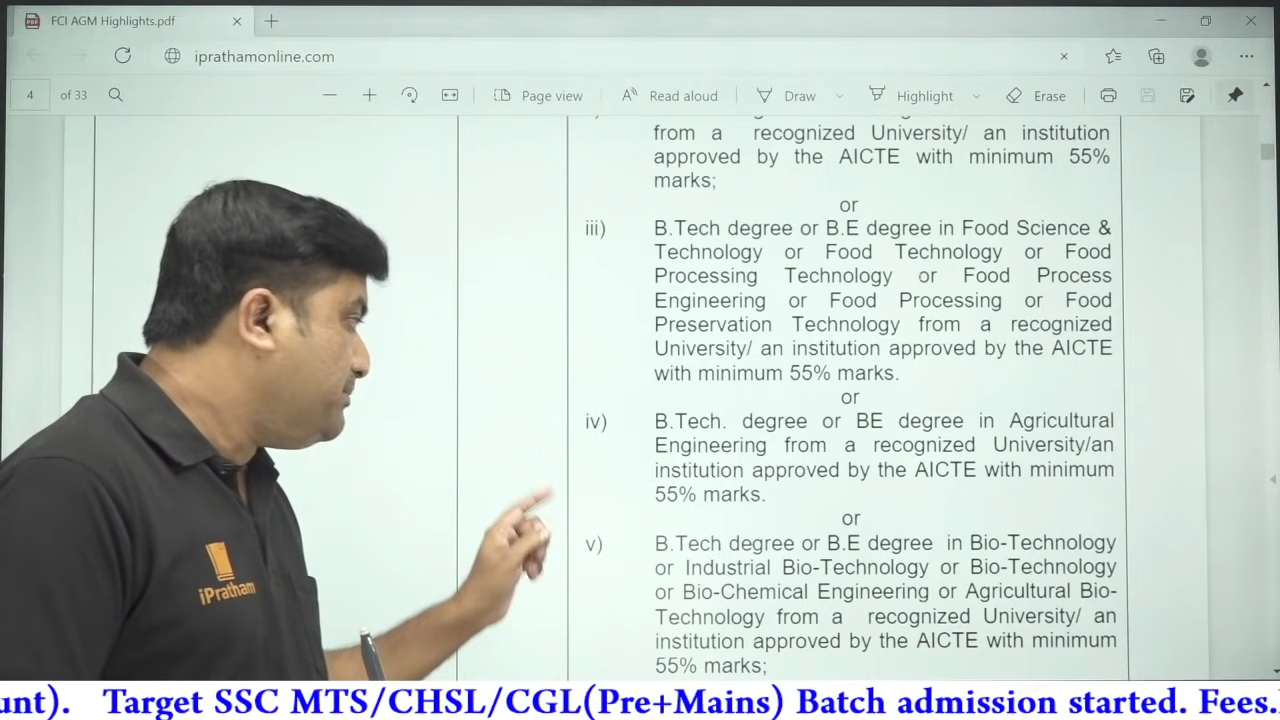 FCI AGM Highlights.pdf
iprathamonline.com
4 of 33
Page view
Read aloud
Draw
Highlight
Erase
from a recognized University/ an institution
approved by the AICTE with minimum 55%
marks;
or
iii) B.Tech degree or B.E degree in Food Science &
Technology or Food Technology or Food
Processing Technology or Food Process
Engineering or Food Processing or Food
Preservation Technology from a recognized
University/ an institution approved by the AICTE
with minimum 55% marks.
or
iv) B.Tech. degree or BE degree in Agricultural
Engineering from a recognized University/an
institution approved by the AICTE with minimum
55% marks.
or
v) B.Tech degree or B.E degree in Bio-Technology
or Industrial Bio-Technology or Bio-Technology
or Bio-Chemical Engineering or Agricultural Bio-
Technology from a recognized University/ an
institution approved by the AICTE with minimum
55% marks;
iPratham
unt). Target SSC MTS/CHSL/CGL(Pre+Mains) Batch admission started. Fees.